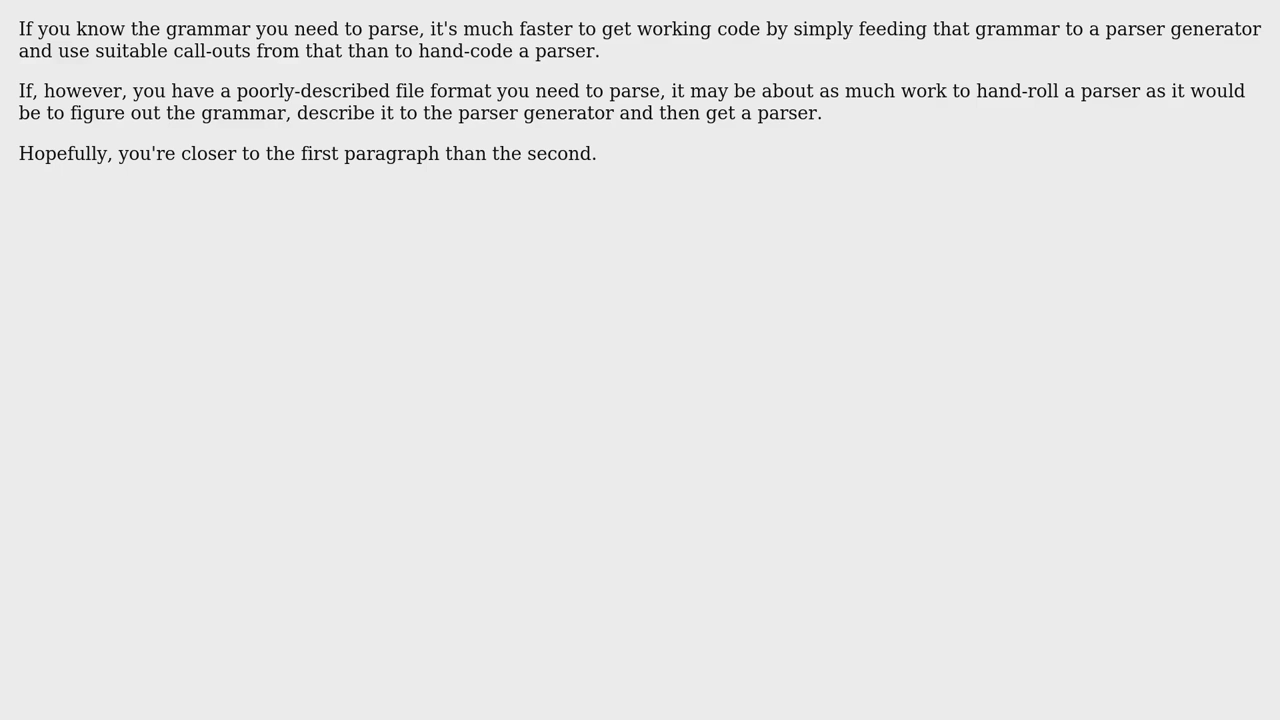 If you know the grammar you need to parse, it's much faster to get working code by simply feeding that grammar to a parser generator
and use suitable call-outs from that than to hand-code a parser.
If, however, you have a poorly-described file format you need to parse, it may be about as much work to hand-roll a parser as it would
be to figure out the grammar, describe it to the parser generator and then get a parser.
Hopefully, you're closer to the first paragraph than the second.